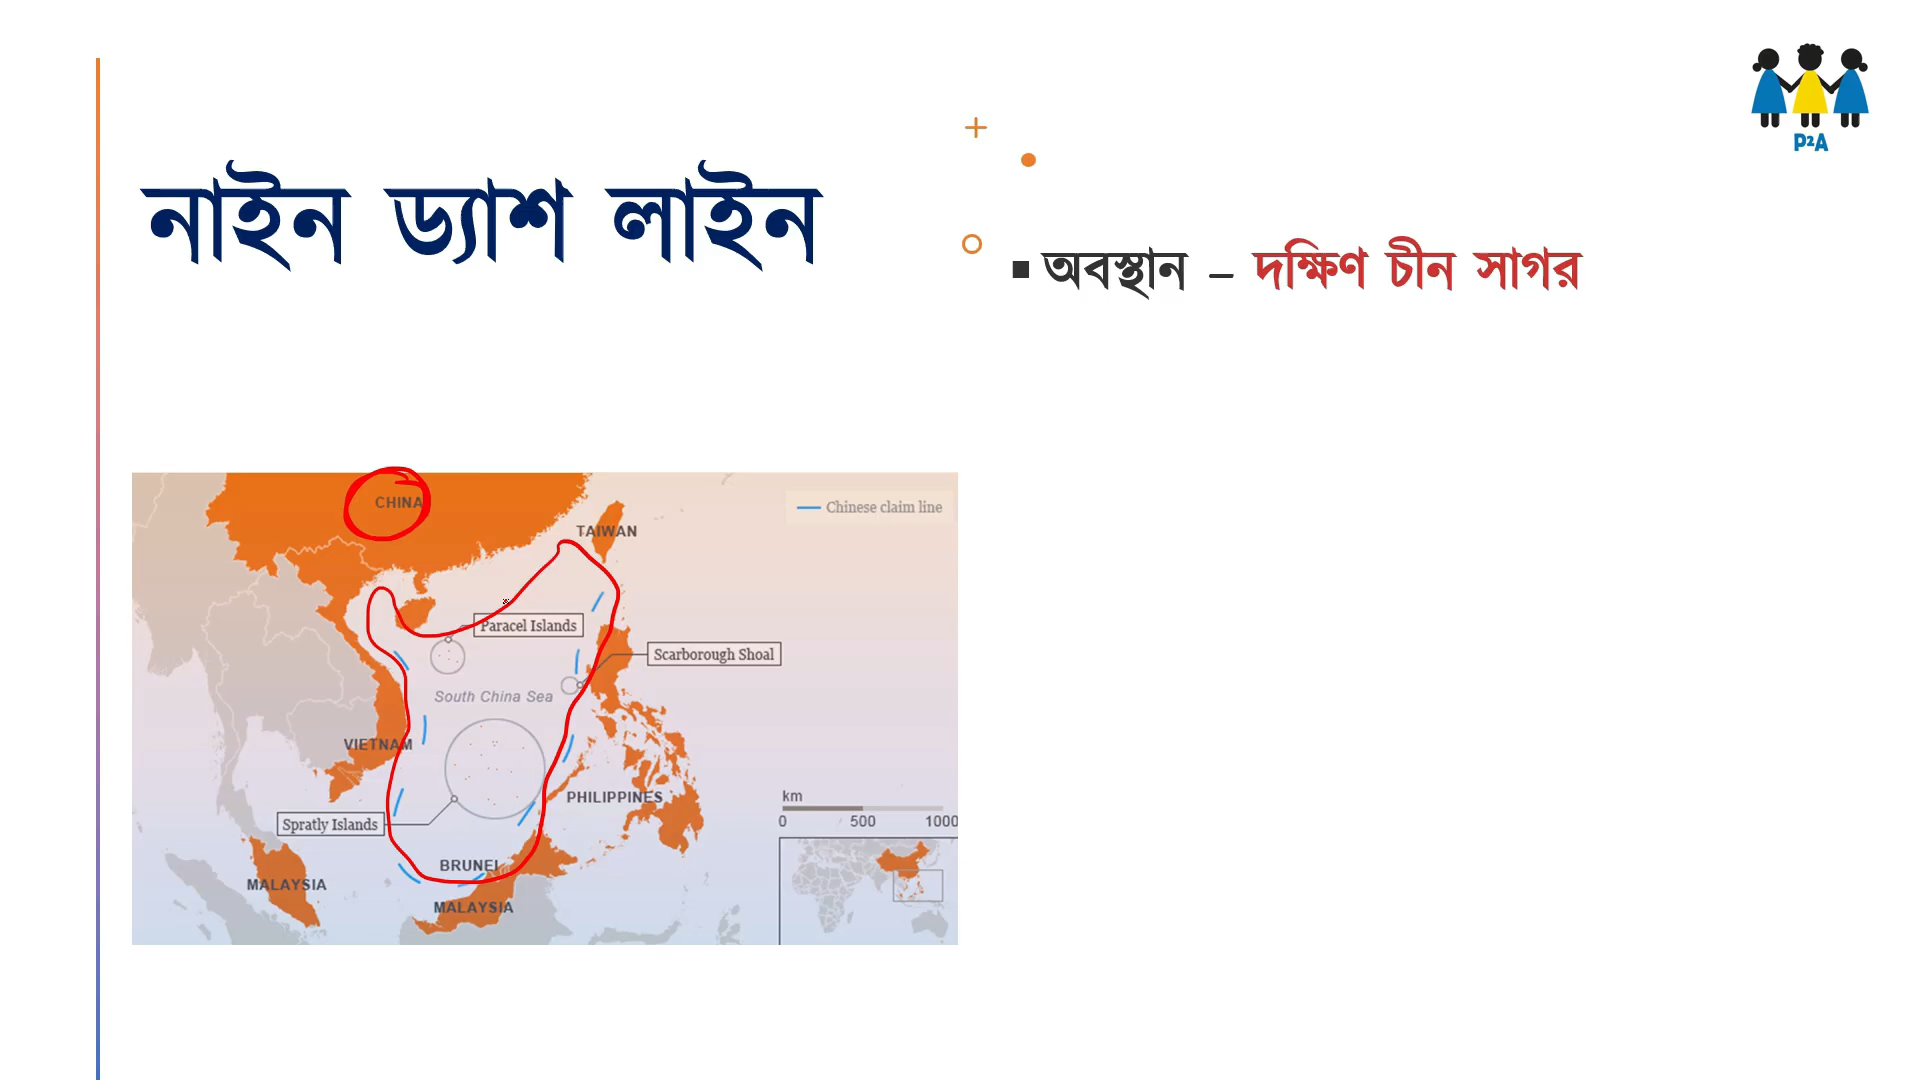 P²A
নাইন ড্যাশ লাইন
▪ অবস্থান – দক্ষিণ চীন সাগর
CHINA
Chinese claim line
TAIWAN
Paracel Islands
Scarborough Shoal
South China Sea
VIETNAM
PHILIPPINES
km
0 500 1000
Spratly Islands
BRUNEI
MALAYSIA
MALAYSIA